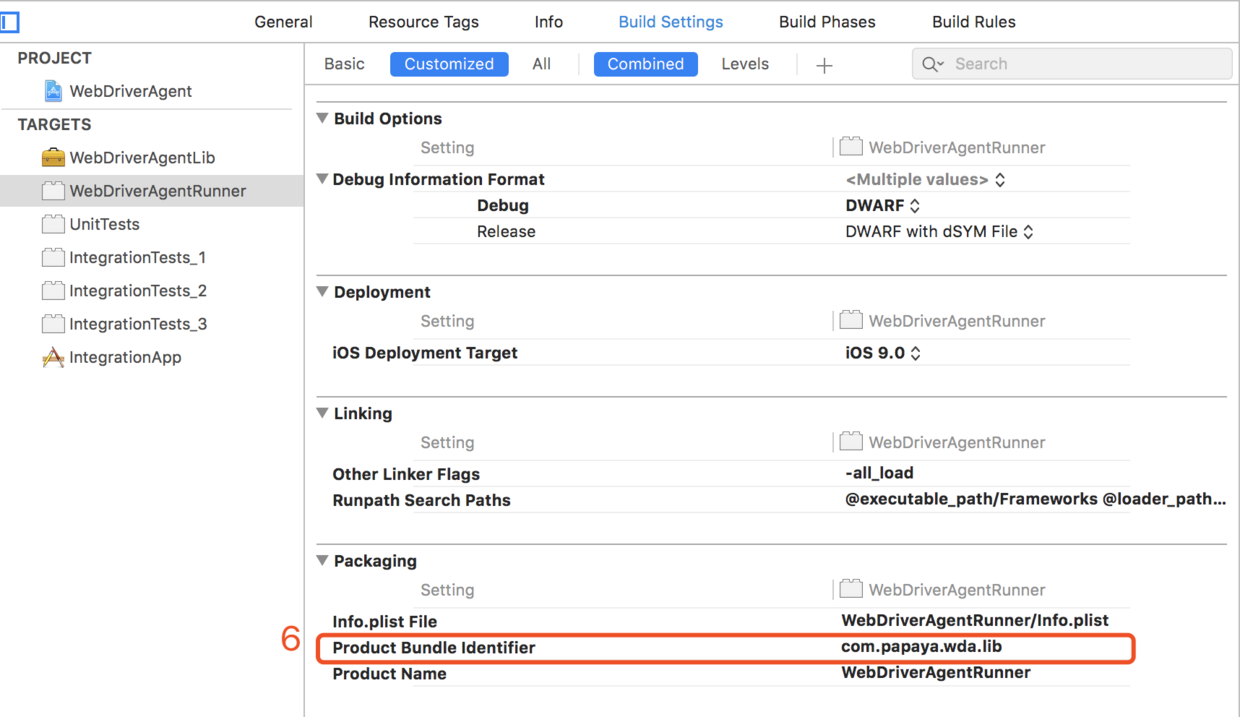 General Resource Tags Info Build Settings Build Phases Build Rules
PROJECT
WebDriverAgent
TARGETS
WebDriverAgentLib
WebDriverAgentRunner
UnitTests
IntegrationTests_1
IntegrationTests_2
IntegrationTests_3
IntegrationApp
Basic Customized All Combined Levels + Search
Build Options
Setting WebDriverAgentRunner
Debug Information Format <Multiple values>
Debug DWARF
Release DWARF with dSYM File
Deployment
Setting WebDriverAgentRunner
iOS Deployment Target iOS 9.0
Linking
Setting WebDriverAgentRunner
Other Linker Flags -all_load
Runpath Search Paths @executable_path/Frameworks @loader_path...
Packaging
Setting WebDriverAgentRunner
Info.plist File WebDriverAgentRunner/Info.plist
6 Product Bundle Identifier com.papaya.wda.lib
Product Name WebDriverAgentRunner